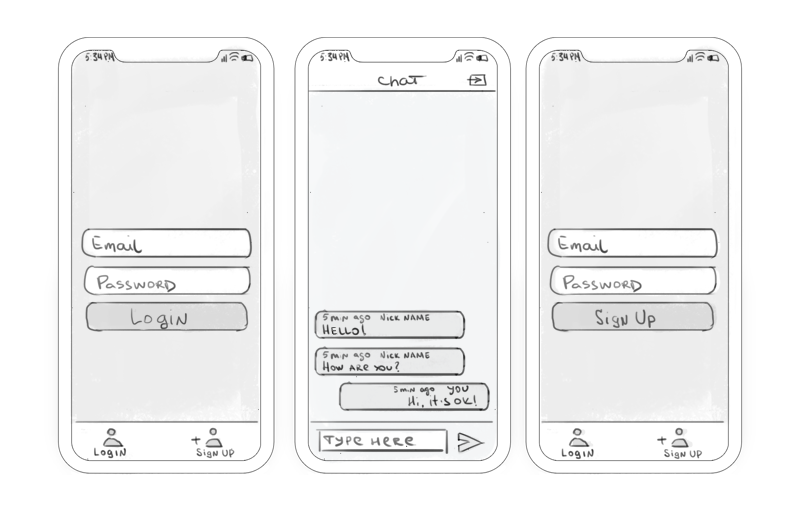 5:34 PM
Email
Password
Login
Login
Sign Up
5:34 PM
Chat
5 min ago Nick Name
Hello!
5 min ago Nick Name
How are you?
5 min ago You
Hi, it's ok!
Type here
5:34 PM
Email
Password
Sign Up
Login
Sign Up